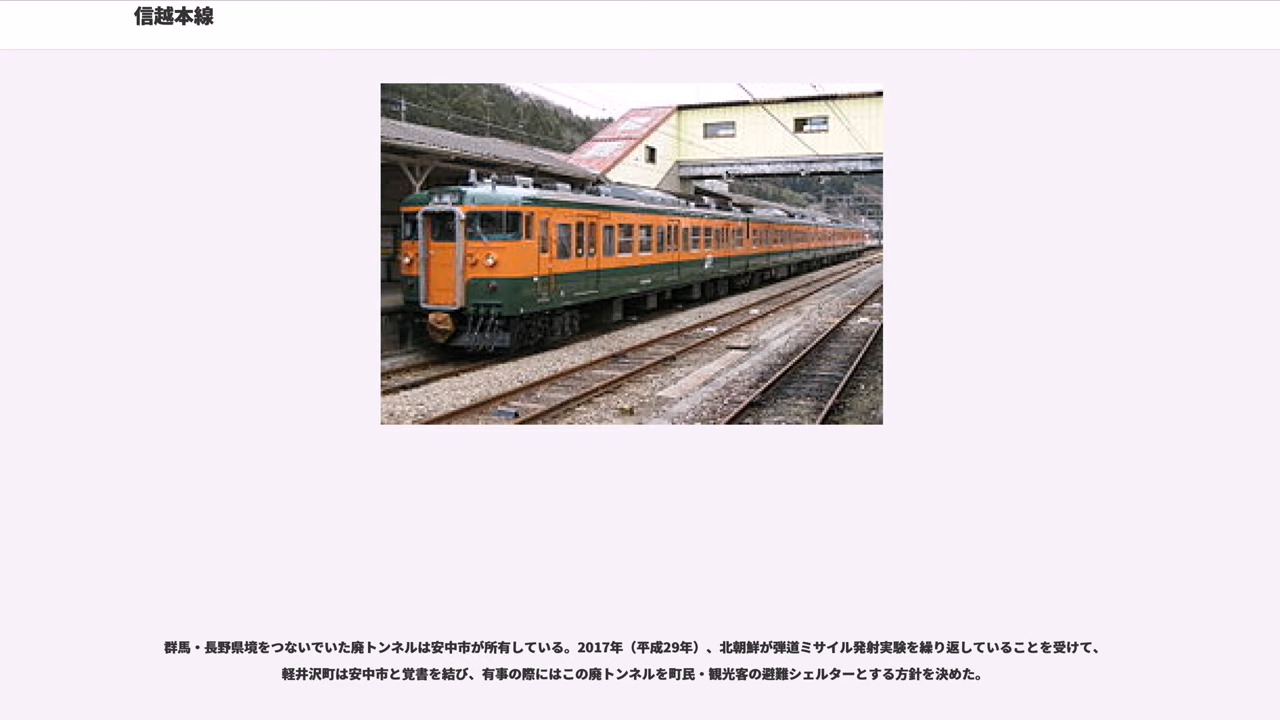 信越本線
群馬・長野県境をつないでいた廃トンネルは安中市が所有している。2017年（平成29年）、北朝鮮が弾道ミサイル発射実験を繰り返していることを受けて、
軽井沢町は安中市と覚書を結び、有事の際にはこの廃トンネルを町民・観光客の避難シェルターとする方針を決めた。